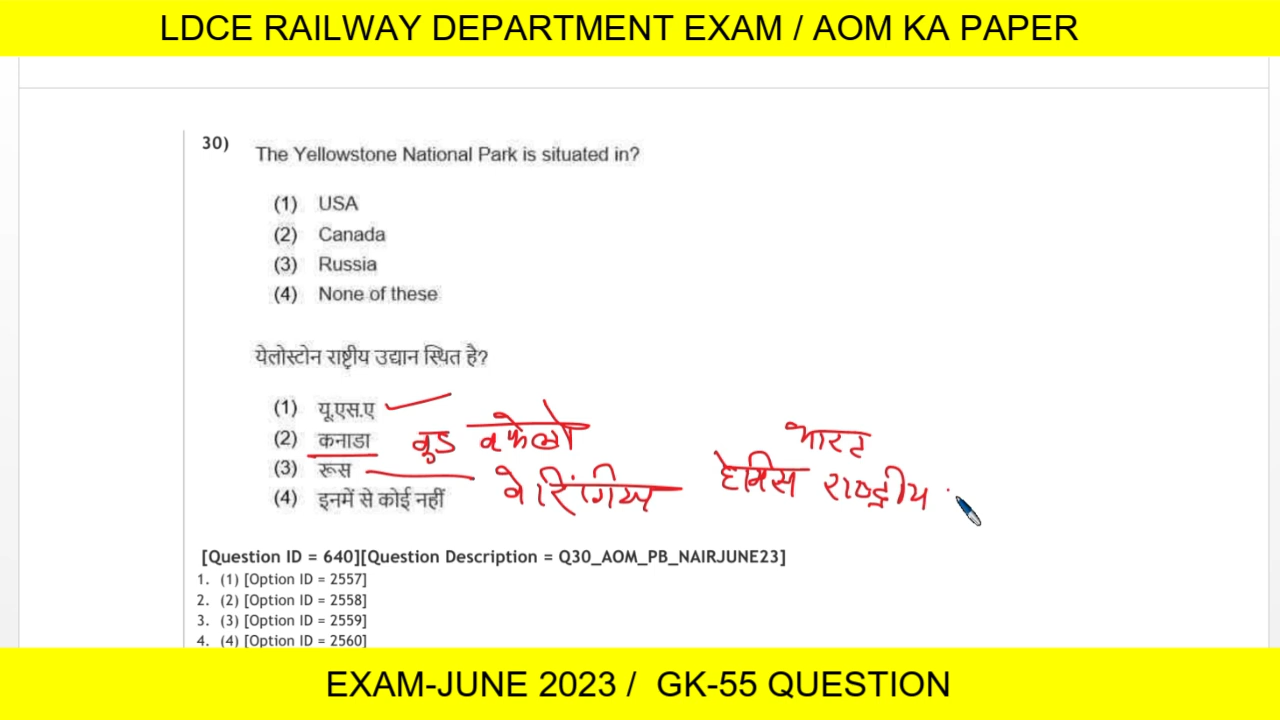 LDCE RAILWAY DEPARTMENT EXAM / AOM KA PAPER
30)
The Yellowstone National Park is situated in?
(1) USA
(2) Canada
(3) Russia
(4) None of these
येलोस्टोन राष्ट्रीय उद्यान स्थित है?
(1) यू.एस.ए
(2) कनाडा वुड बफेलो भारत
(3) रूस बेरिंगिया हेमिस राष्ट्रीय
(4) इनमें से कोई नहीं
[Question ID = 640][Question Description = Q30_AOM_PB_NAIRJUNE23]
1. (1) [Option ID = 2557]
2. (2) [Option ID = 2558]
3. (3) [Option ID = 2559]
4. (4) [Option ID = 2560]
EXAM-JUNE 2023 / GK-55 QUESTION